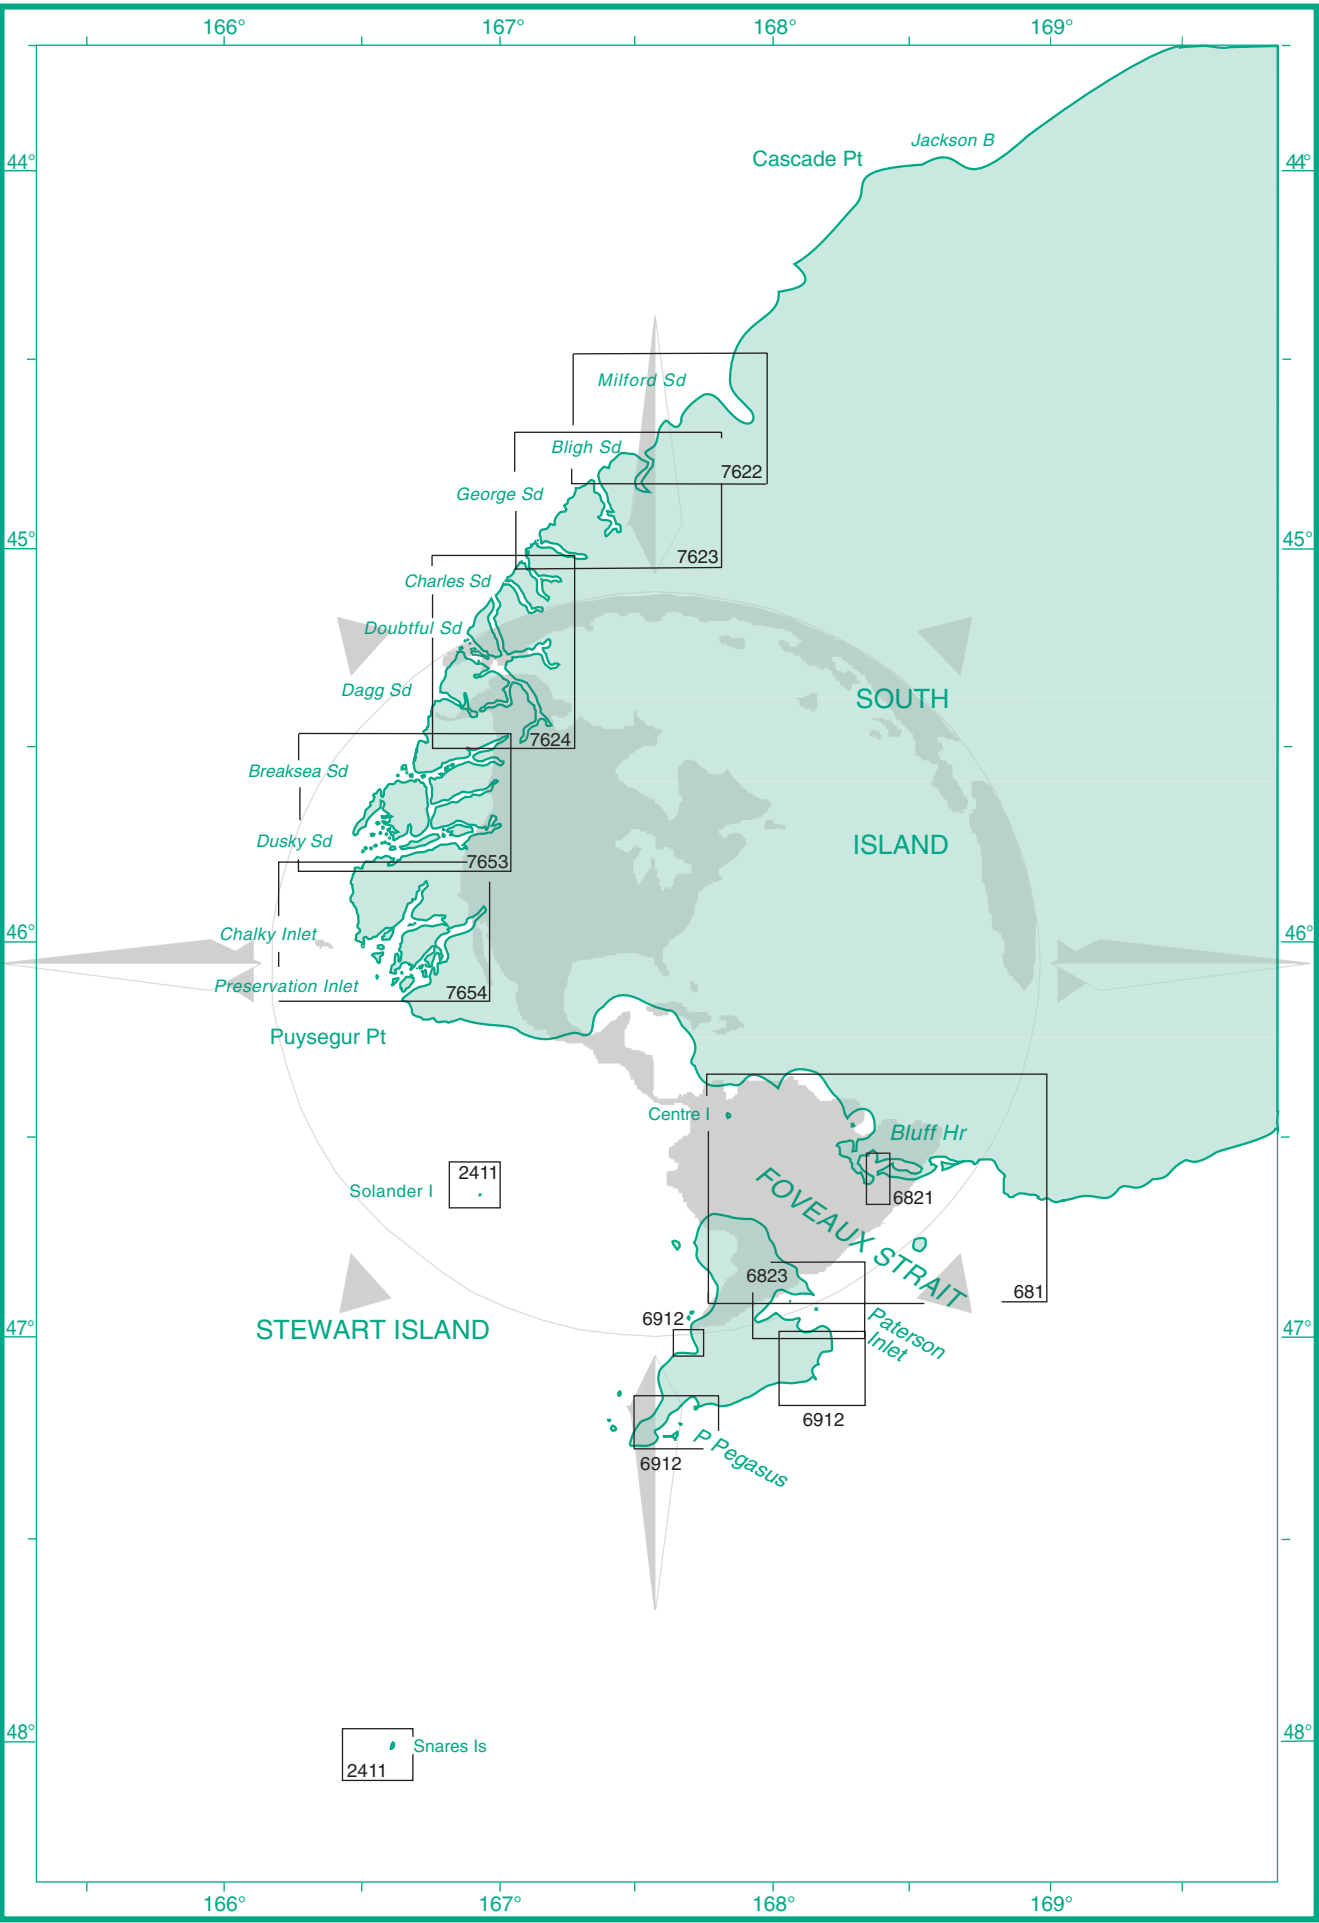 166°
167°
168°
169°
Jackson B
Cascade Pt
44°
44°
Milford Sd
Bligh Sd
7622
George Sd
45°
45°
7623
Charles Sd
Doubtful Sd
Dagg Sd
SOUTH
7624
Breaksea Sd
Dusky Sd
ISLAND
7653
Chalky Inlet
46°
46°
Preservation Inlet
7654
Puysegur Pt
Centre I
Bluff Hr
2411
Solander I
6821
FOVEAUX STRAIT
6823
681
6912
Paterson
Inlet
STEWART ISLAND
47°
47°
6912
P Pegasus
6912
48°
48°
Snares Is
2411
166°
167°
168°
169°